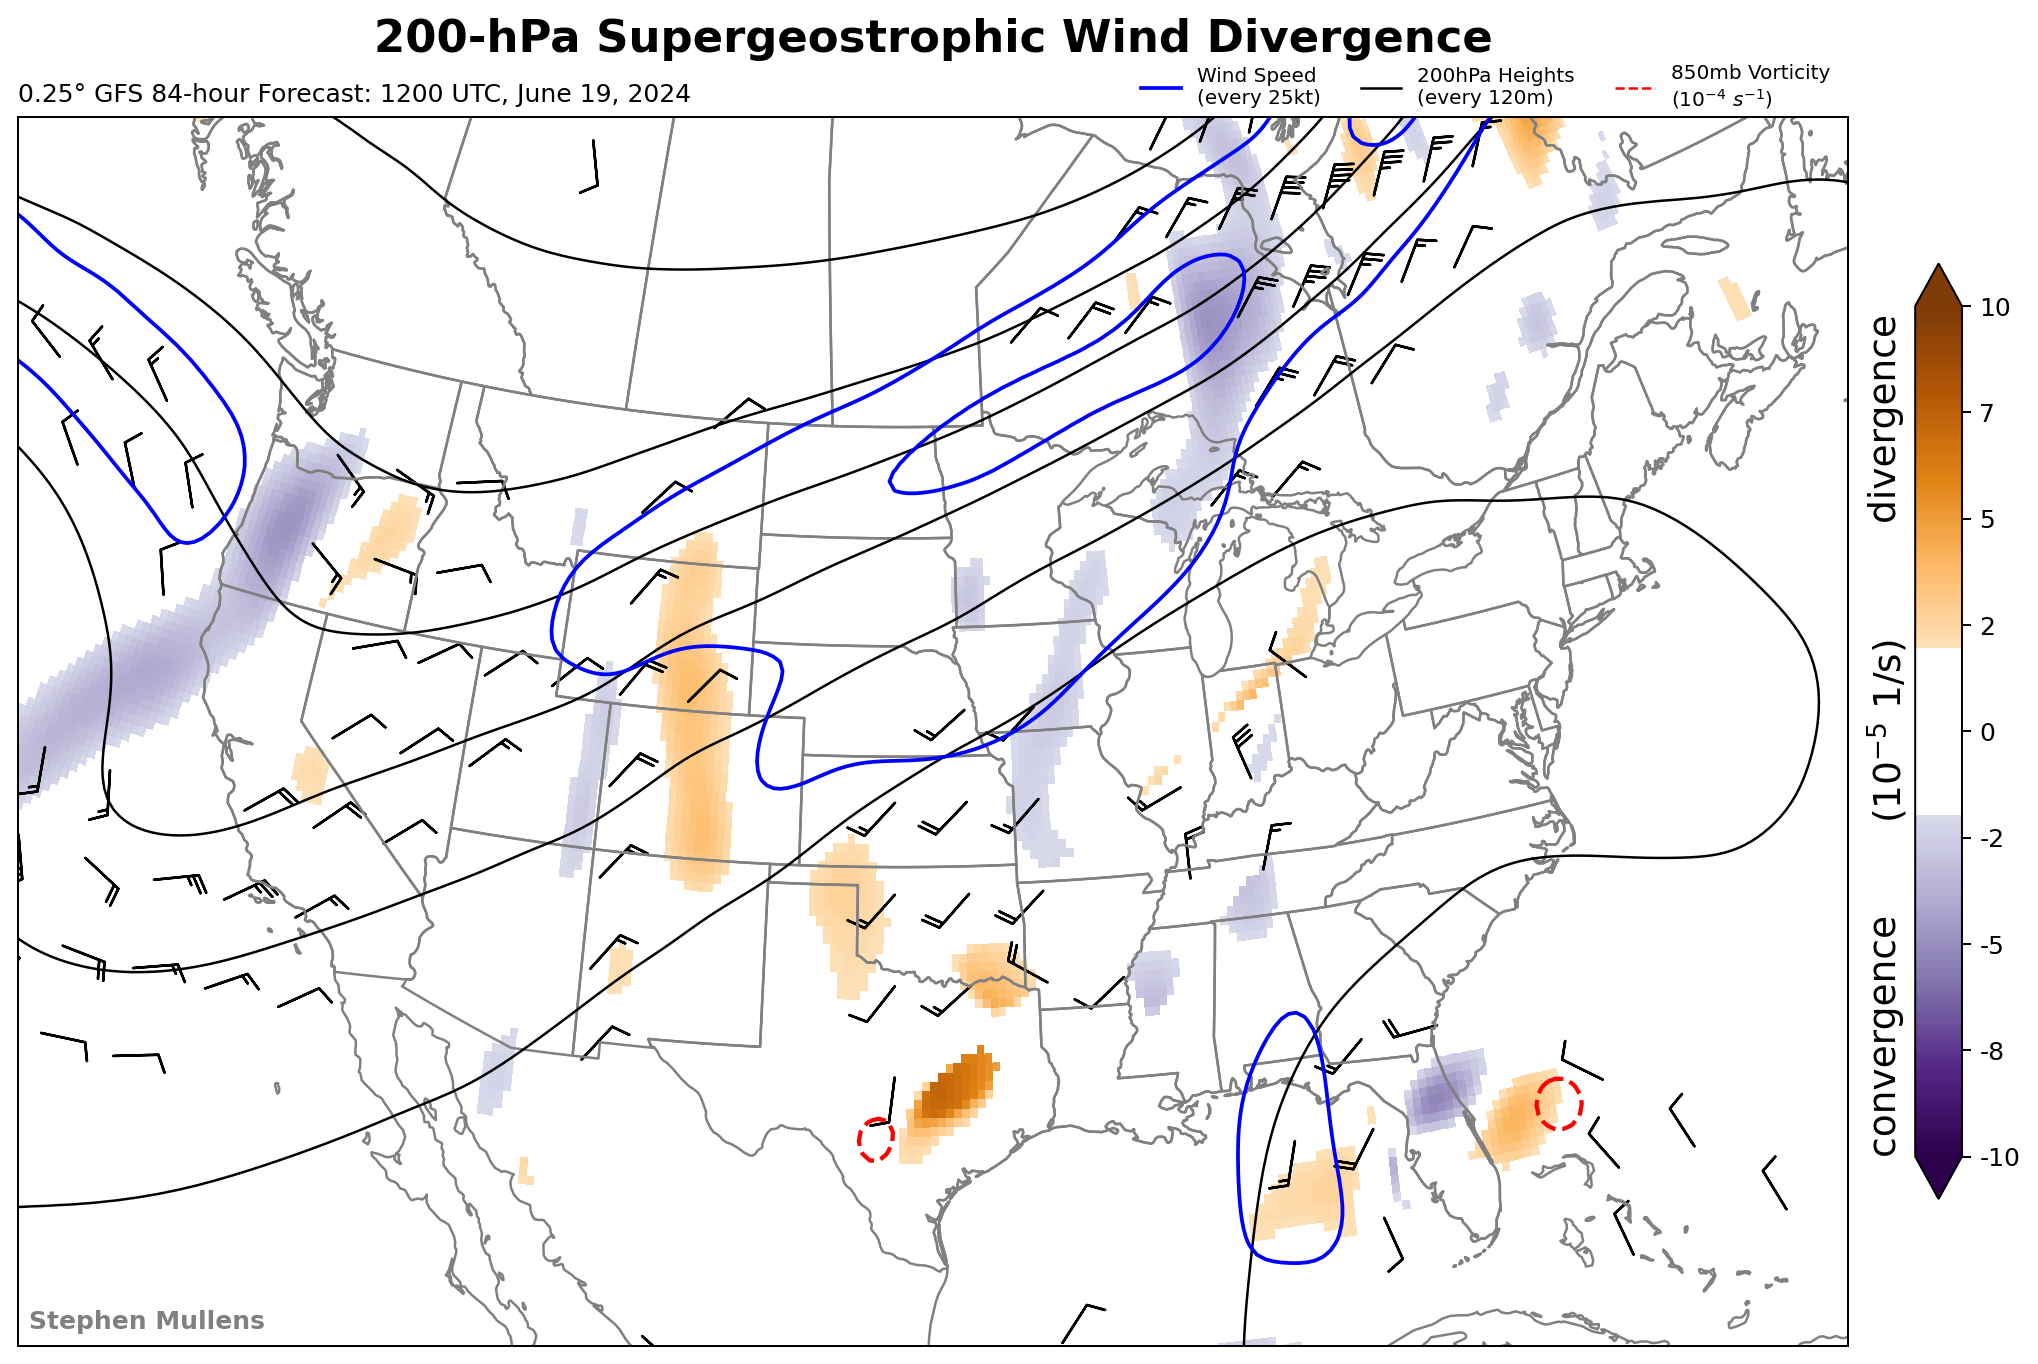 200-hPa Supergeostrophic Wind Divergence
0.25° GFS 84-hour Forecast: 1200 UTC, June 19, 2024
Wind Speed
(every 25kt)
200hPa Heights
(every 120m)
850mb Vorticity
(10⁻⁴ s⁻¹)
10
7
5
2
0
-2
-5
-8
-10
convergence (10⁻⁵ 1/s) divergence
Stephen Mullens